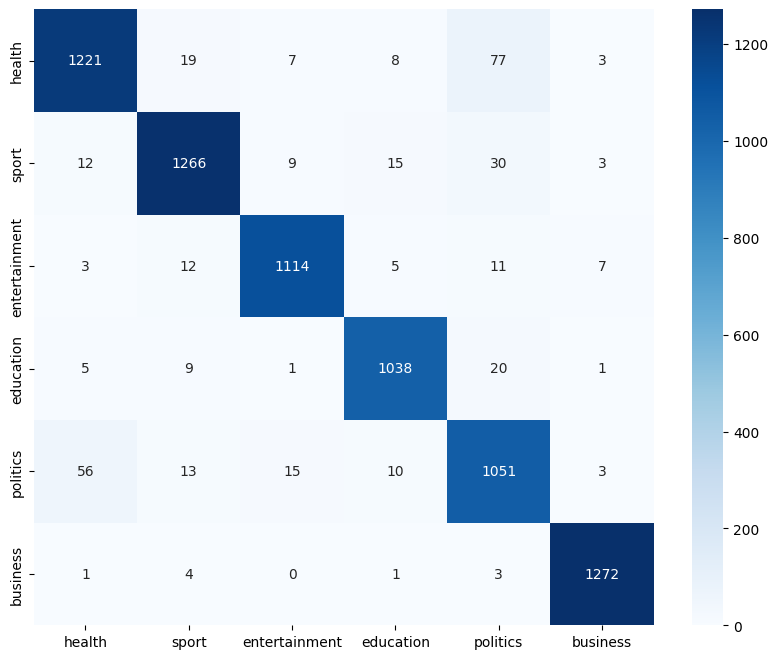 health 1221 19 7 8 77 3
sport 12 1266 9 15 30 3
entertainment 3 12 1114 5 11 7
education 5 9 1 1038 20 1
politics 56 13 15 10 1051 3
business 1 4 0 1 3 1272
health sport entertainment education politics business
1200
1000
800
600
400
200
0